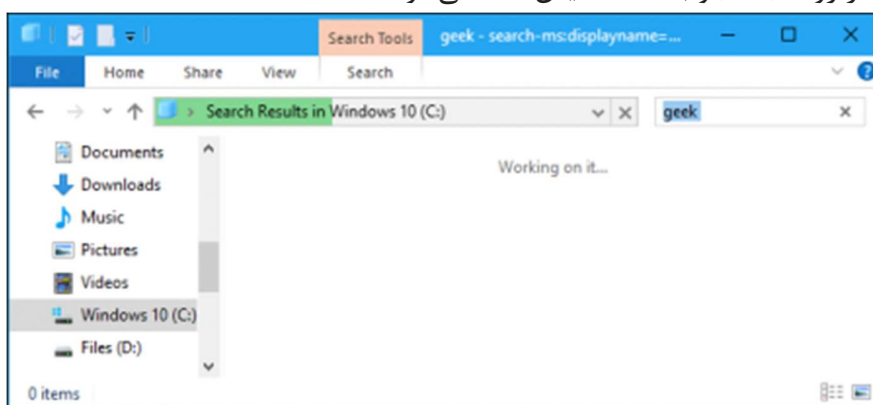 Search Tools
geek - search-ms:displayname=...
File
Home
Share
View
Search
Search Results in Windows 10 (C:)
geek
Documents
Downloads
Music
Pictures
Videos
Windows 10 (C:)
Files (D:)
Working on it...
0 items